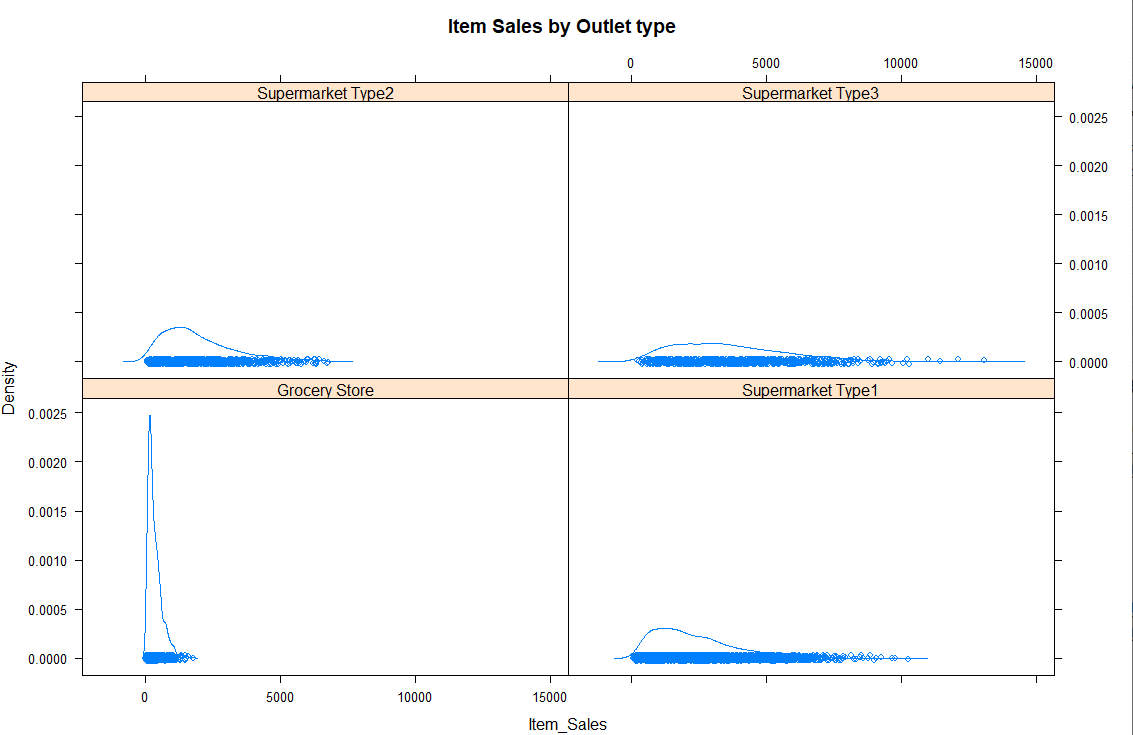 Item Sales by Outlet type
0 5000 10000 15000
Supermarket Type2 Supermarket Type3
0.0025
0.0020
0.0015
0.0010
0.0005
0.0000
Grocery Store Supermarket Type1
Density
0.0025
0.0020
0.0015
0.0010
0.0005
0.0000
0 5000 10000 15000
Item_Sales